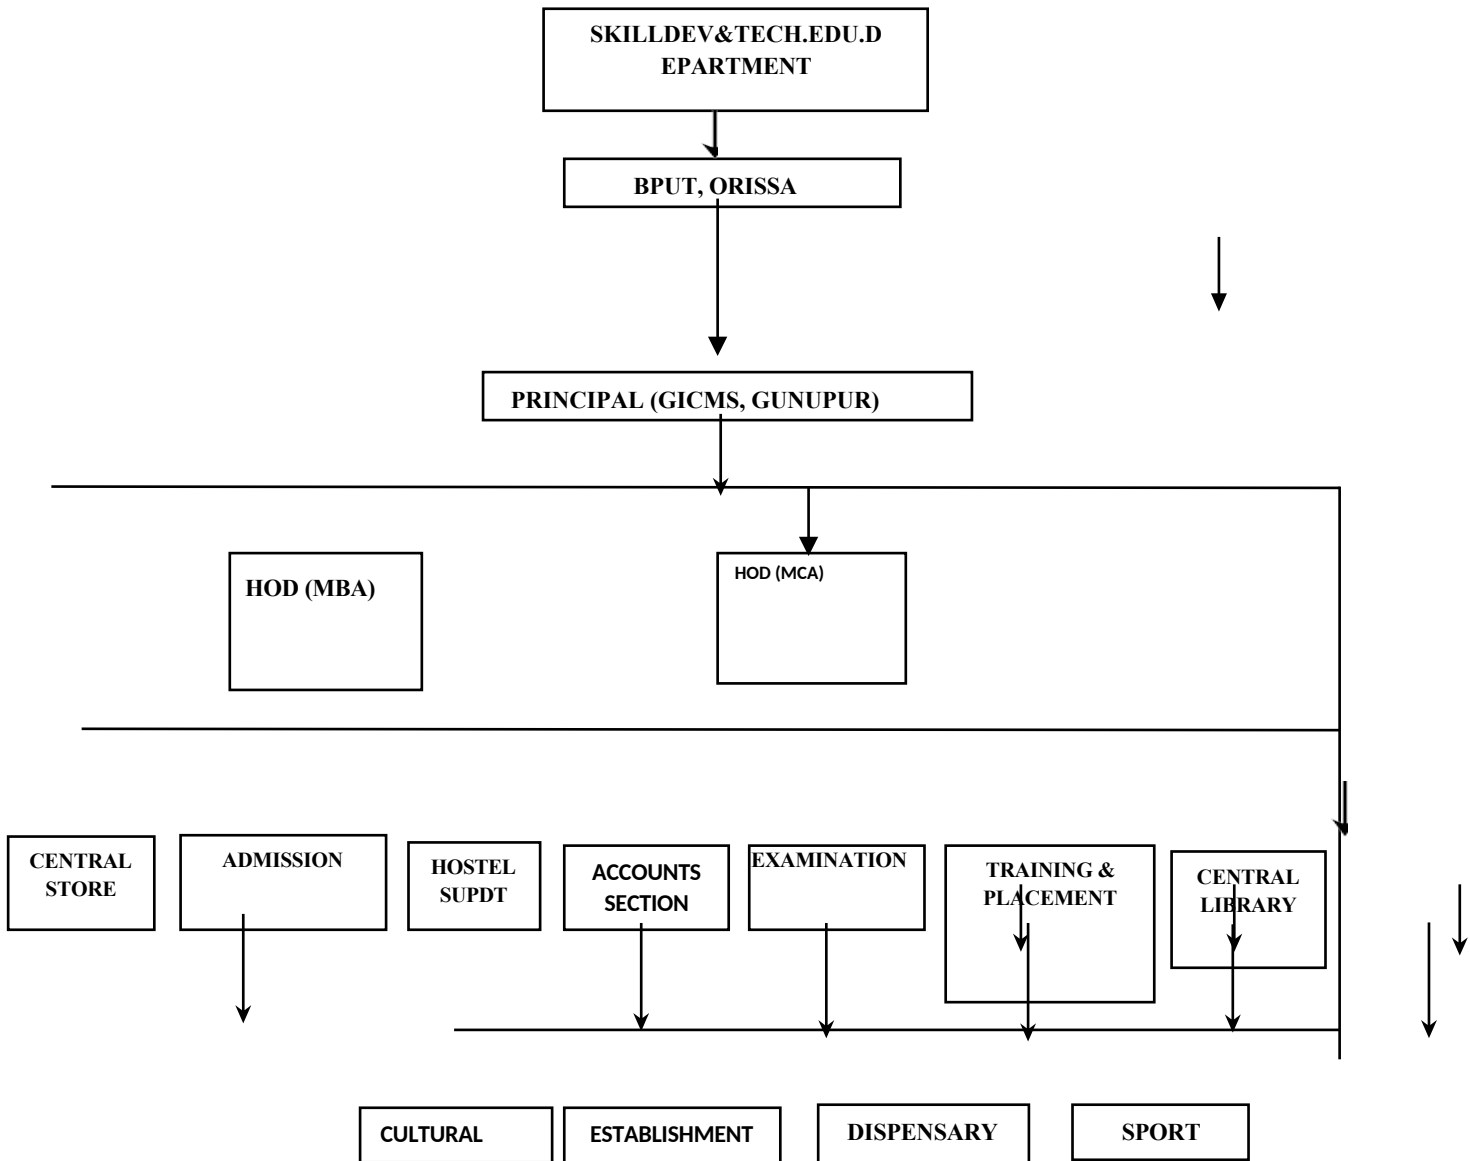 SKILLDEV&TECH.EDU.D
EPARTMENT
BPUT, ORISSA
PRINCIPAL (GICMS, GUNUPUR)
HOD (MBA)
HOD (MCA)
CENTRAL
STORE
ADMISSION
HOSTEL
SUPDT
ACCOUNTS
SECTION
EXAMINATION
TRAINING &
PLACEMENT
CENTRAL
LIBRARY
CULTURAL
ESTABLISHMENT
DISPENSARY
SPORT